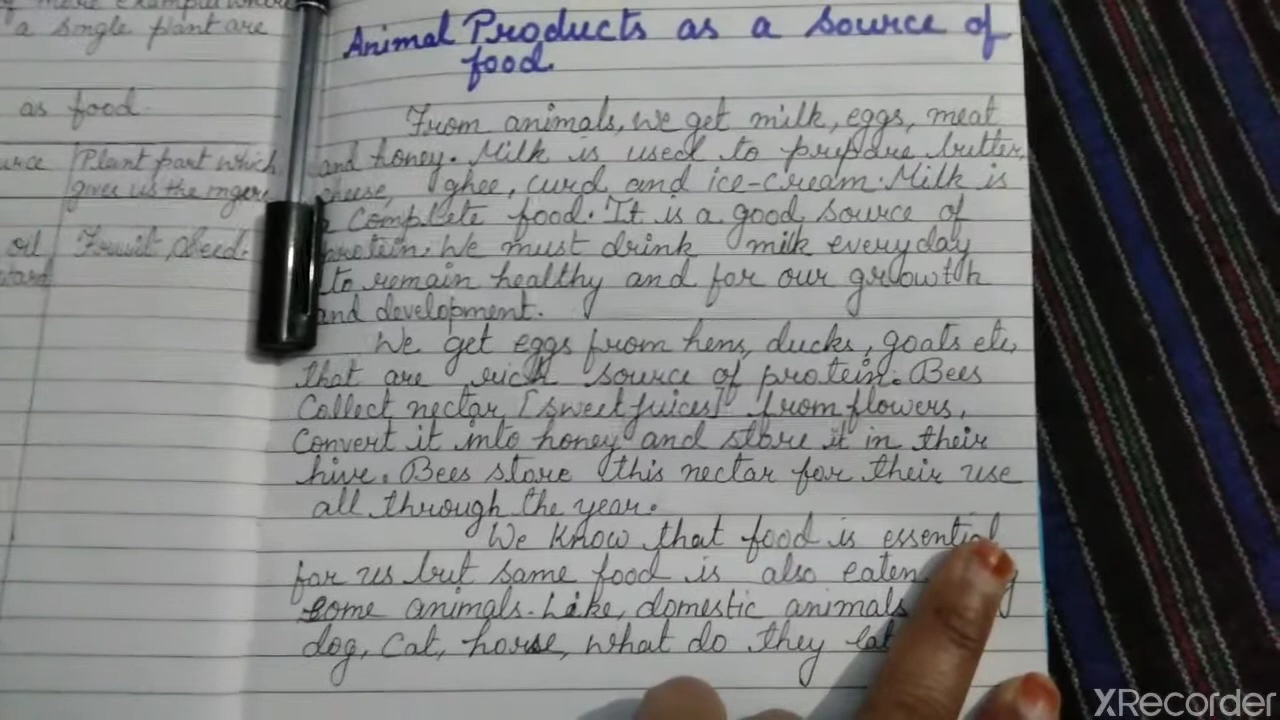 a single plant are
as food.
Plant part which
gives us the
oil Fruit, Seed.
Animal Products as a source of
food.
From animals, we get milk, eggs, meat
and honey. Milk is used to prepare butter,
ghee, curd and ice-cream. Milk is
complete food. It is a good source of
protein. We must drink milk everyday
to remain healthy and for our growth
and development.
We get eggs from hens, ducks, goats etc,
that are rich source of protein. Bees
Collect nectar [sweet juices] from flowers,
Convert it into honey and store it in their
hive. Bees store this nectar for their use
all through the year.
We know that food is essential
for us but same food is also eaten
some animals. Like, domestic animals
dog, cat, horse, what do they eat
XRecorder